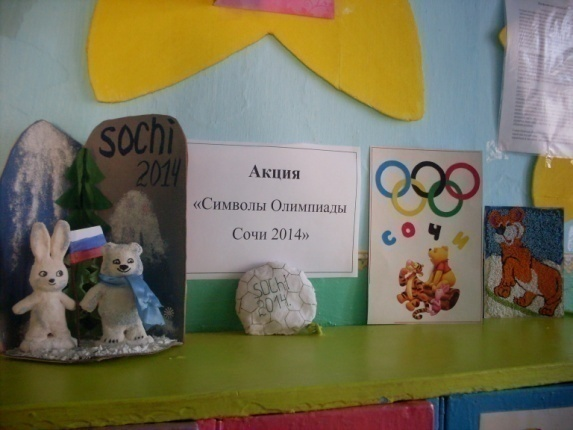 sochi
2014
Акция
«Символы Олимпиады
Сочи 2014»
sochi
2014
СОЧИ